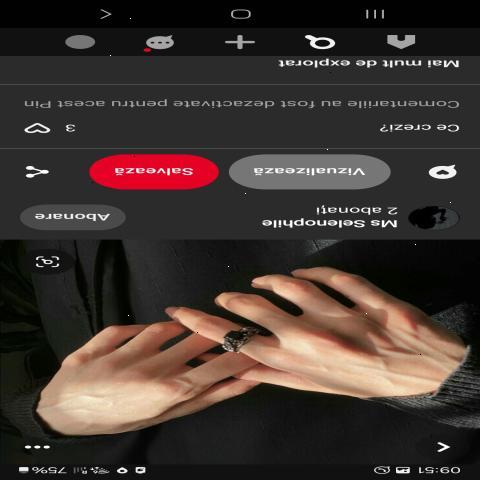 09:51
75%
Ms Selenophile
2 abonați
Abonare
Vizualizează
Salvează
Ce crezi?
3
Comentariile au fost dezactivate pentru acest Pin
Mai mult de explorat